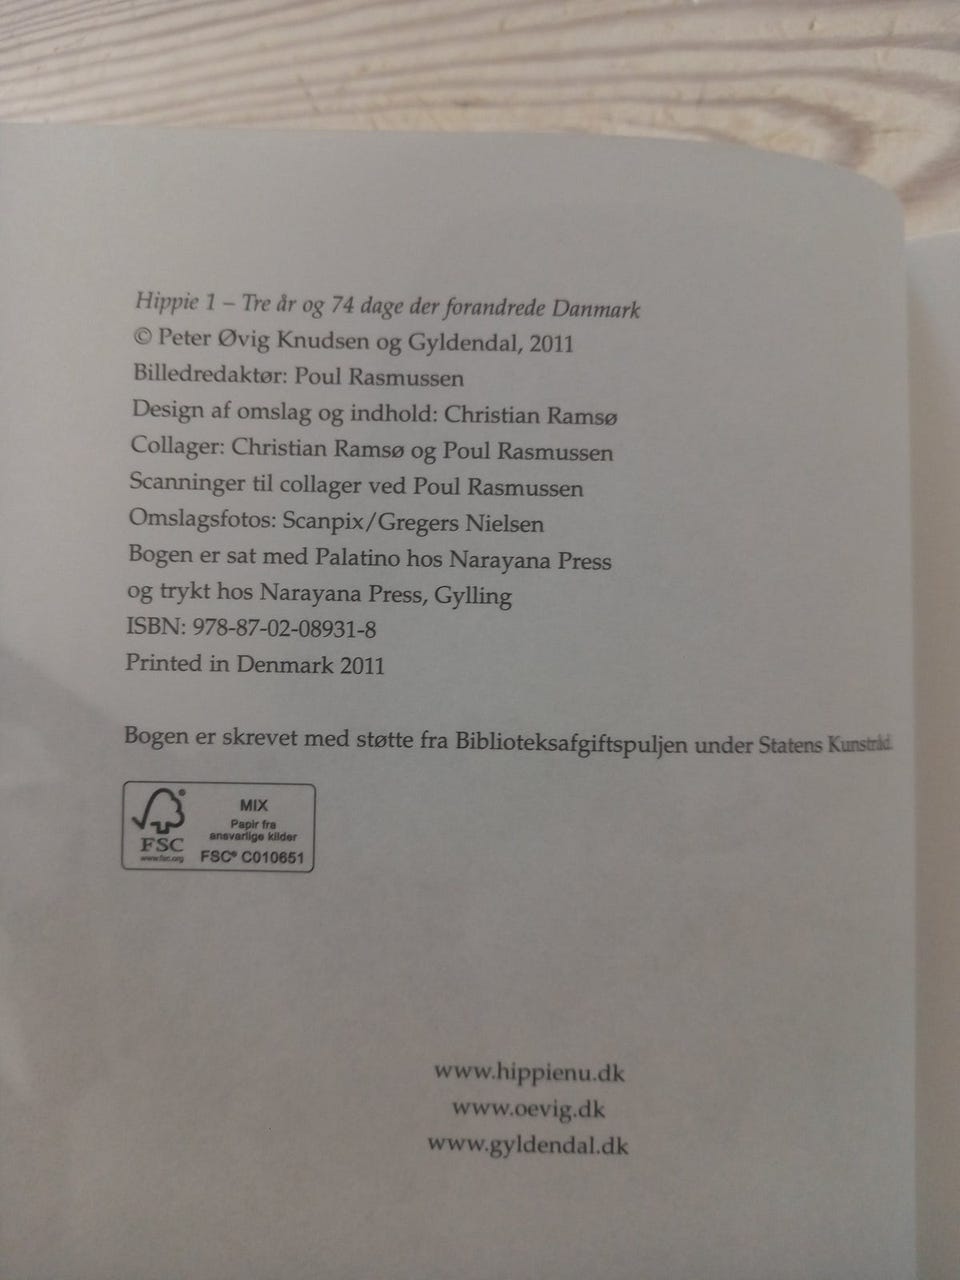 Hippie 1 – Tre år og 74 dage der forandrede Danmark
© Peter Øvig Knudsen og Gyldendal, 2011
Billedredaktør: Poul Rasmussen
Design af omslag og indhold: Christian Ramsø
Collager: Christian Ramsø og Poul Rasmussen
Scanninger til collager ved Poul Rasmussen
Omslagsfotos: Scanpix/Gregers Nielsen
Bogen er sat med Palatino hos Narayana Press
og trykt hos Narayana Press, Gylling
ISBN: 978-87-02-08931-8
Printed in Denmark 2011
Bogen er skrevet med støtte fra Biblioteksafgiftspuljen under Statens Kunstråd.
FSC
www.fsc.org
MIX
Papir fra
ansvarlige kilder
FSC® C010651
www.hippienu.dk
www.oevig.dk
www.gyldendal.dk